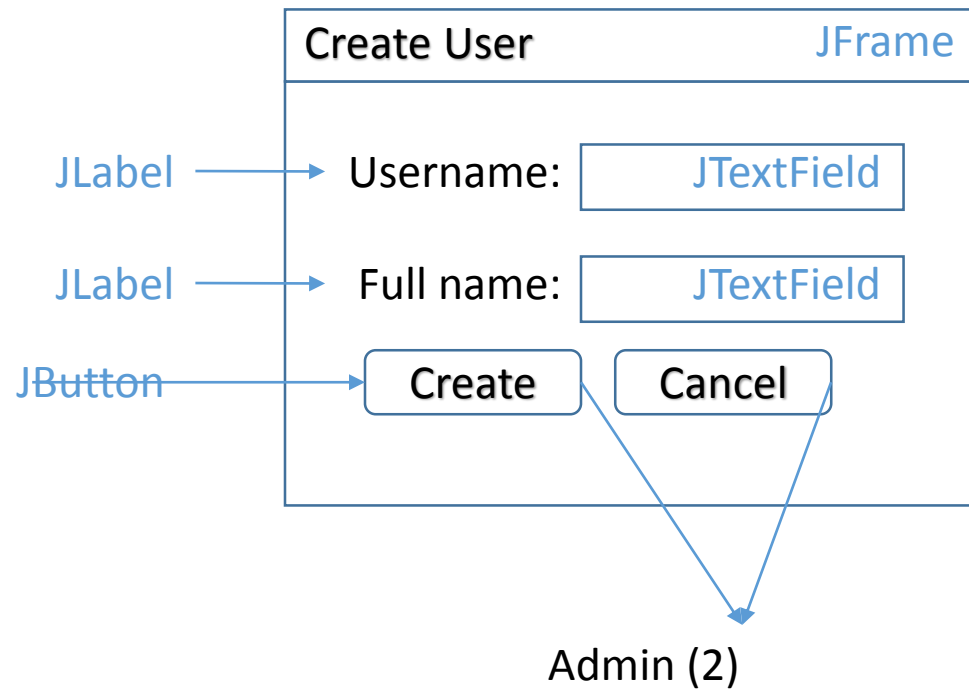 Create User JFrame
JLabel Username: JTextField
JLabel Full name: JTextField
JButton Create Cancel
Admin (2)